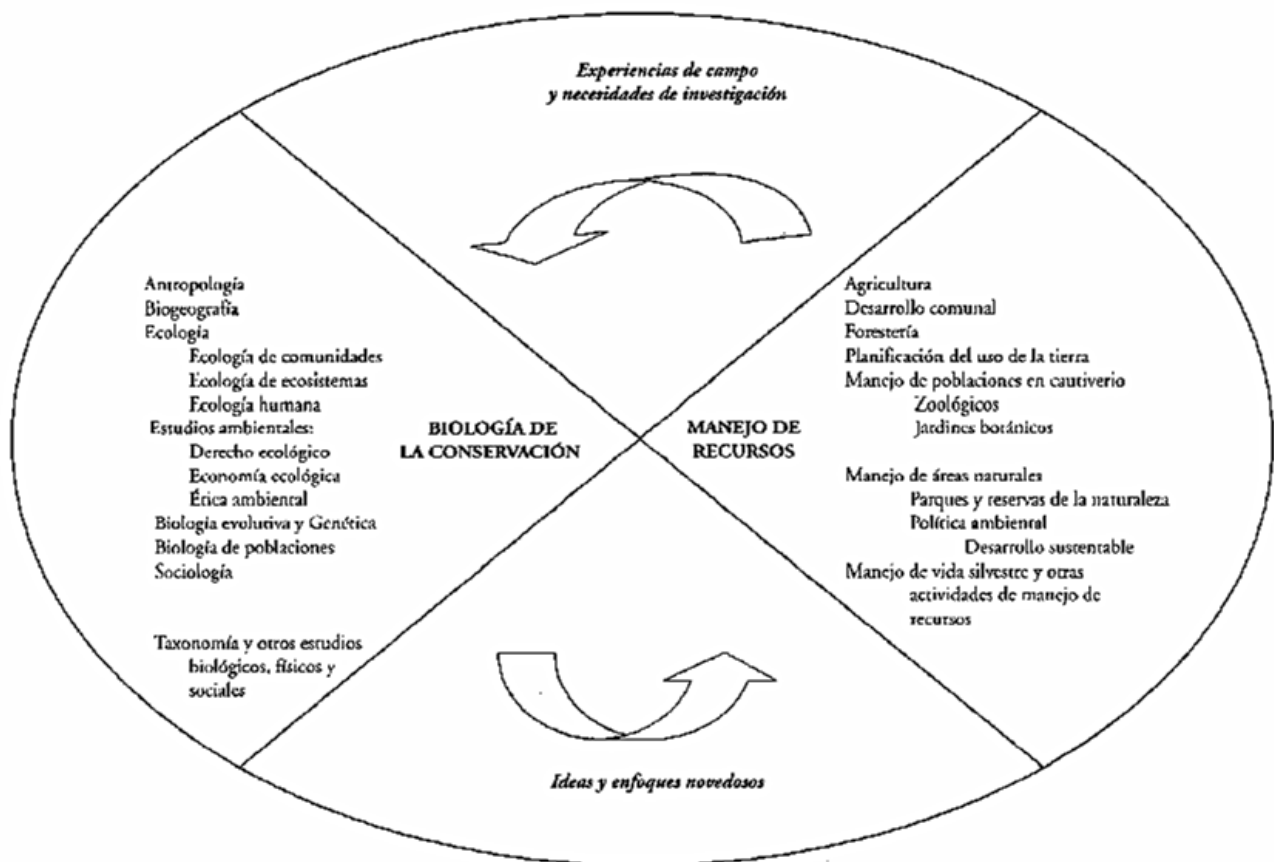 Experiencias de campo
y necesidades de investigación
Antropología
Biogeografía
Ecología
Ecología de comunidades
Ecología de ecosistemas
Ecología humana
Estudios ambientales:
Derecho ecológico
Economía ecológica
Ética ambiental
Biología evolutiva y Genética
Biología de poblaciones
Sociología
Taxonomía y otros estudios
biológicos, físicos y
sociales
BIOLOGÍA DE
LA CONSERVACIÓN
MANEJO DE
RECURSOS
Agricultura
Desarrollo comunal
Forestería
Planificación del uso de la tierra
Manejo de poblaciones en cautiverio
Zoológicos
Jardines botánicos
Manejo de áreas naturales
Parques y reservas de la naturaleza
Política ambiental
Desarrollo sustentable
Manejo de vida silvestre y otras
actividades de manejo de
recursos
Ideas y enfoques novedosos